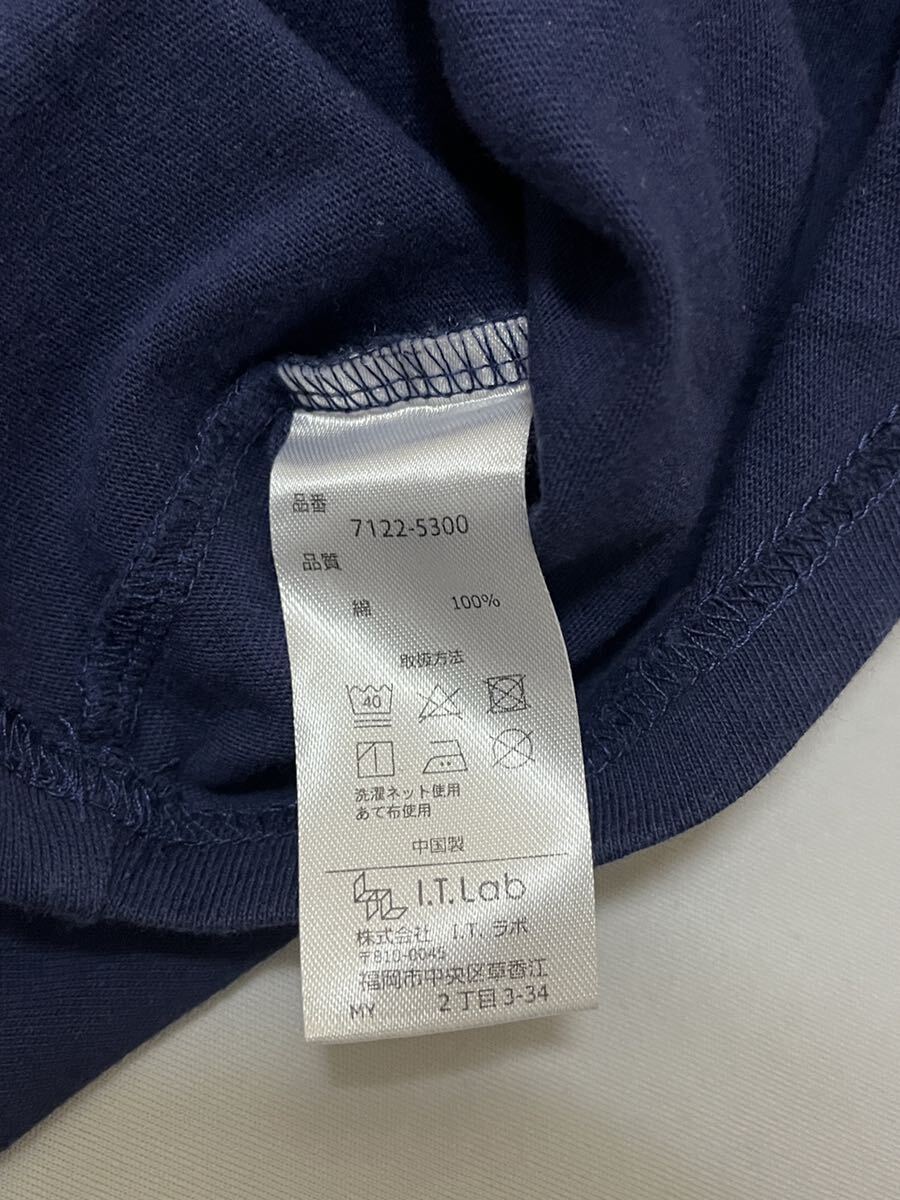 品番
7122-5300
品質
綿 100%
取扱方法
40
洗濯ネット使用
あて布使用
中国製
I.T.Lab
株式会社 I.T. ラボ
〒810-0045
福岡市中央区草香江
MY 2丁目3-34